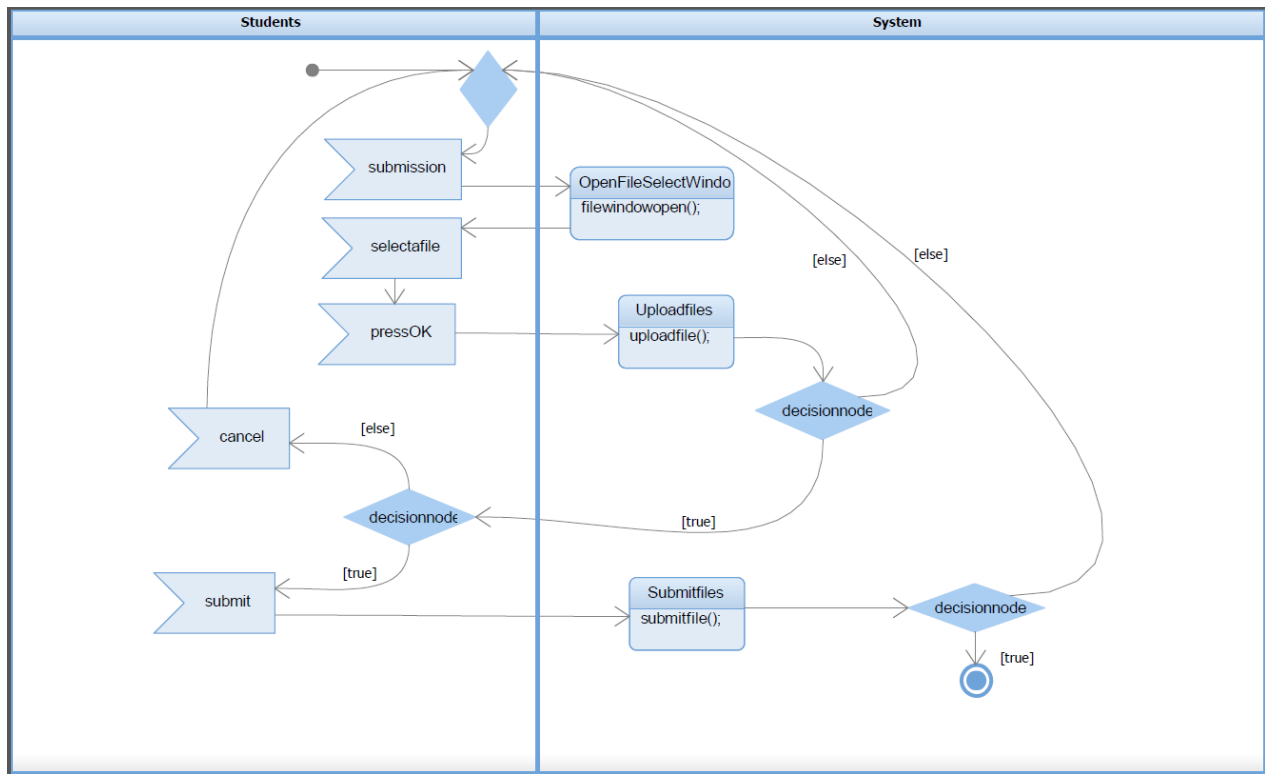 Students
System
submission
OpenFileSelectWindo
filewindowopen();
selectafile
[else]
[else]
Uploadfiles
uploadfile();
pressOK
decisionnode
cancel
[else]
decisionnode
[true]
[true]
submit
Submitfiles
submitfile();
decisionnode
[true]